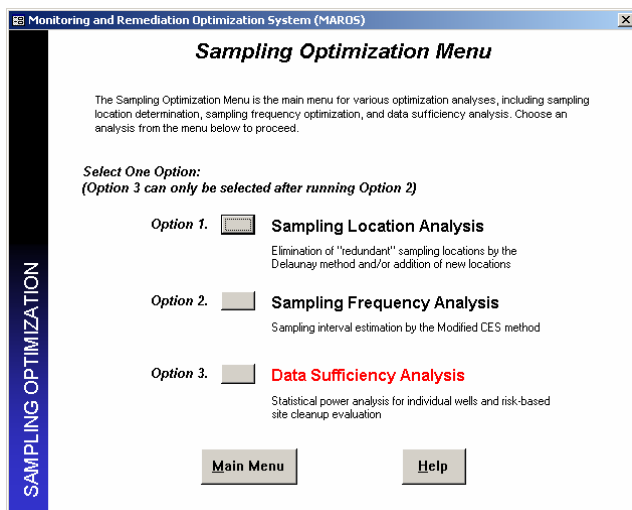 Monitoring and Remediation Optimization System (MAROS)
Sampling Optimization Menu
The Sampling Optimization Menu is the main menu for various optimization analyses, including sampling
location determination, sampling frequency optimization, and data sufficiency analysis. Choose an
analysis from the menu below to proceed.
Select One Option:
(Option 3 can only be selected after running Option 2)
Option 1. Sampling Location Analysis
Elimination of "redundant" sampling locations by the
Delaunay method and/or addition of new locations
Option 2. Sampling Frequency Analysis
Sampling interval estimation by the Modified CES method
Option 3. Data Sufficiency Analysis
Statistical power analysis for individual wells and risk-based
site cleanup evaluation
Main Menu Help
SAMPLING OPTIMIZATION